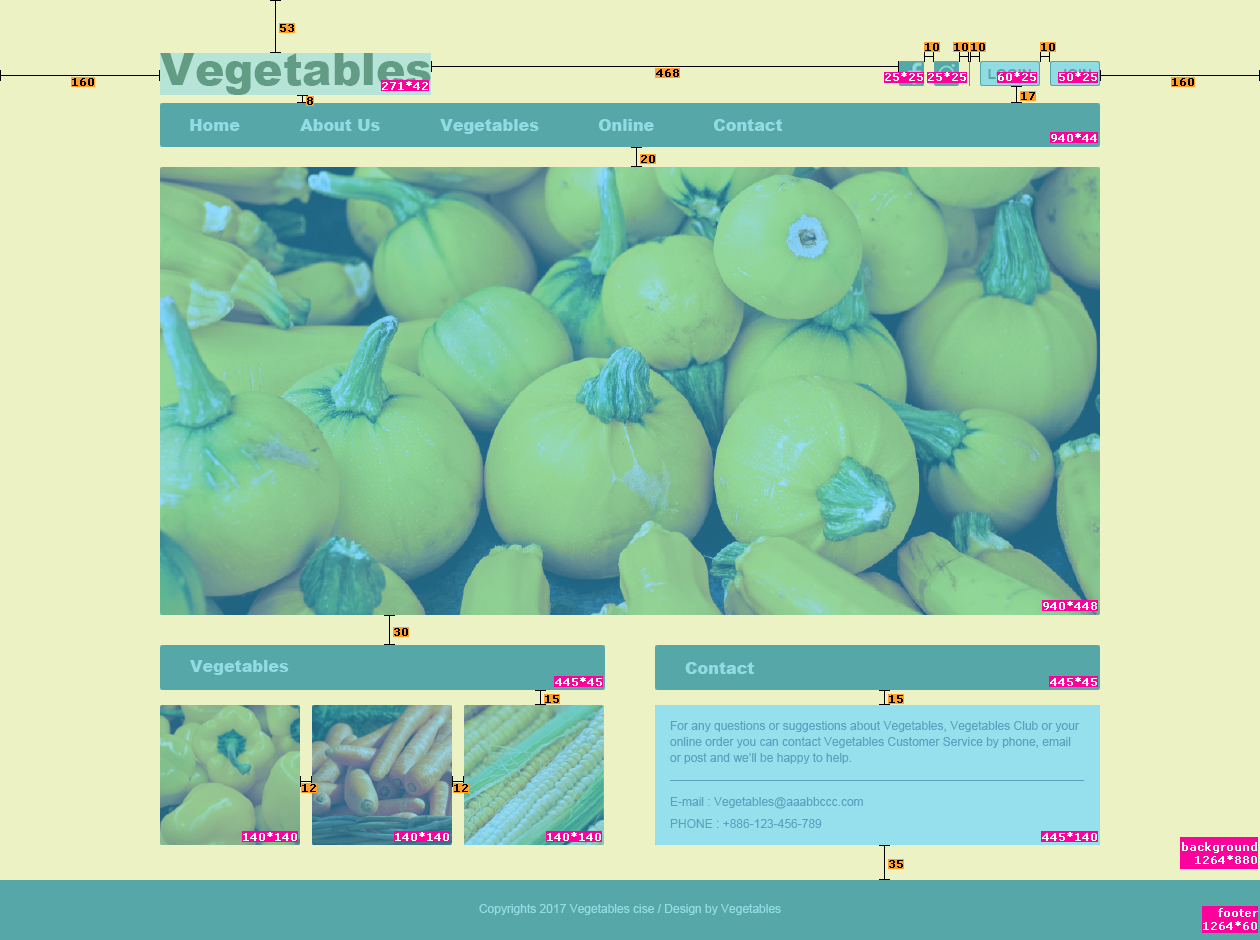 53
10
10
10
10
Vegetables
160
468
160
271*42
25*25
25*25
LOGIN
60*25
JOIN
50*25
8
17
Home
About Us
Vegetables
Online
Contact
940*44
20
940*448
30
Vegetables
445*45
Contact
445*45
15
15
For any questions or suggestions about Vegetables, Vegetables Club or your
online order you can contact Vegetables Customer Service by phone, email
or post and we'll be happy to help.
12
12
E-mail : Vegetables@aaabbccc.com
PHONE : +886-123-456-789
140*140
140*140
140*140
445*140
background
1264*880
35
Copyrights 2017 Vegetables cise / Design by Vegetables
footer
1264*60